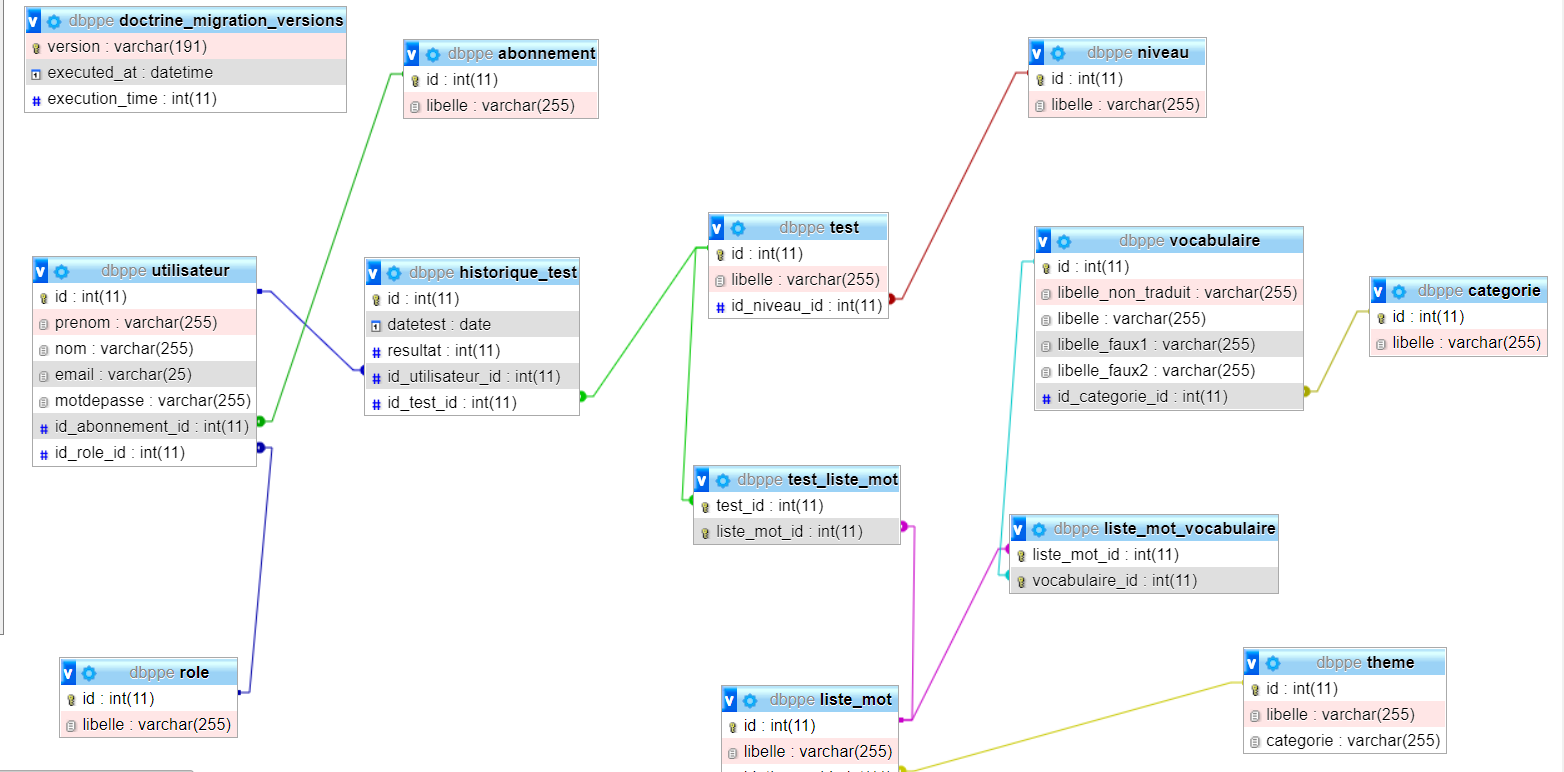 dbppe doctrine_migration_versions
version : varchar(191)
executed_at : datetime
execution_time : int(11)
dbppe abonnement
id : int(11)
libelle : varchar(255)
dbppe niveau
id : int(11)
libelle : varchar(255)
dbppe utilisateur
id : int(11)
prenom : varchar(255)
nom : varchar(255)
email : varchar(25)
motdepasse : varchar(255)
id_abonnement_id : int(11)
id_role_id : int(11)
dbppe historique_test
id : int(11)
datetest : date
resultat : int(11)
id_utilisateur_id : int(11)
id_test_id : int(11)
dbppe test
id : int(11)
libelle : varchar(255)
id_niveau_id : int(11)
dbppe vocabulaire
id : int(11)
libelle_non_traduit : varchar(255)
libelle : varchar(255)
libelle_faux1 : varchar(255)
libelle_faux2 : varchar(255)
id_categorie_id : int(11)
dbppe categorie
id : int(11)
libelle : varchar(255)
dbppe test_liste_mot
test_id : int(11)
liste_mot_id : int(11)
dbppe liste_mot_vocabulaire
liste_mot_id : int(11)
vocabulaire_id : int(11)
dbppe role
id : int(11)
libelle : varchar(255)
dbppe liste_mot
id : int(11)
libelle : varchar(255)
dbppe theme
id : int(11)
libelle : varchar(255)
categorie : varchar(255)